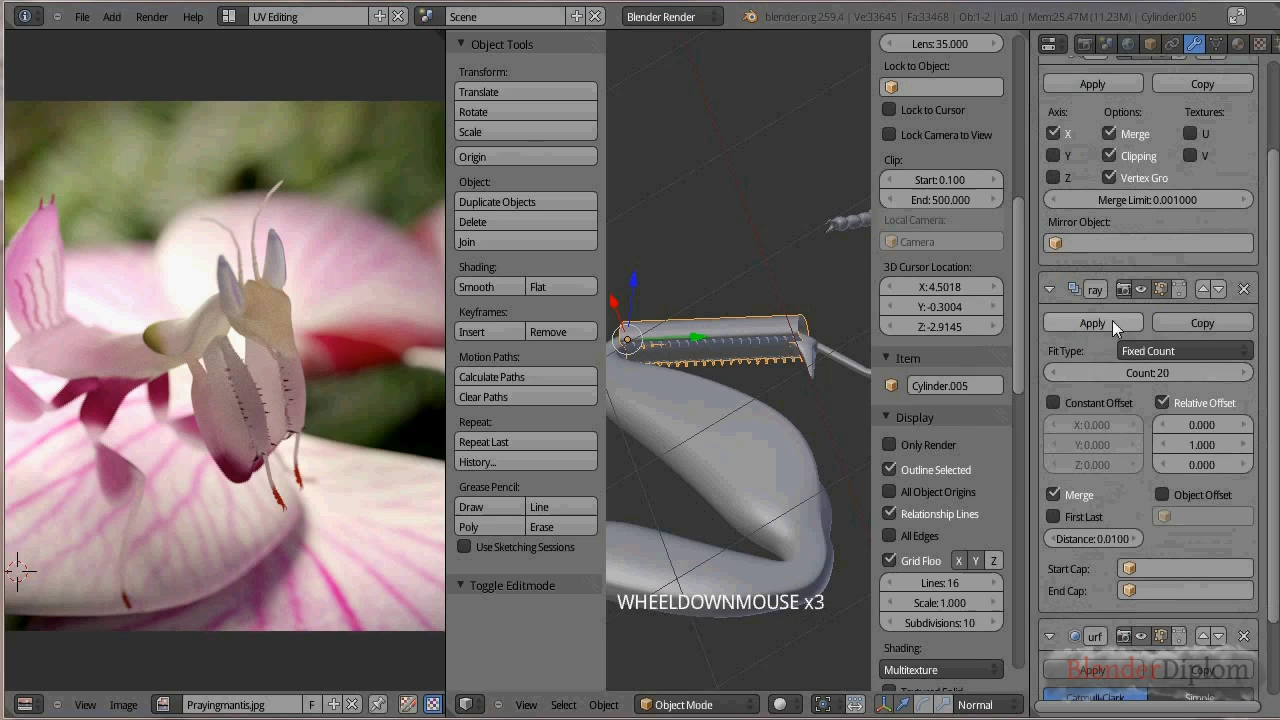 File Add Render Help UV Editing Scene Blender Render blender.org 259.4 | Ve:33645 | Fa:33468 | Ob:1-2 | La:0 | Mem:25.47M (11.23M) | Cylinder.005
Object Tools
Transform:
Translate
Rotate
Scale
Origin
Object:
Duplicate Objects
Delete
Join
Shading:
Smooth Flat
Keyframes:
Insert Remove
Motion Paths:
Calculate Paths
Clear Paths
Repeat:
Repeat Last
History...
Grease Pencil:
Draw Line
Poly Erase
Use Sketching Sessions
Toggle Editmode
WHEELDOWNMOUSE x3
Lens: 35.000
Lock to Object:
Lock to Cursor
Lock Camera to View
Clip:
Start: 0.100
End: 500.000
Local Camera:
Camera
3D Cursor Location:
X: 4.5018
Y: -0.3004
Z: -2.9145
Item
Cylinder.005
Display
Only Render
Outline Selected
All Object Origins
Relationship Lines
All Edges
Grid Floo X Y Z
Lines: 16
Scale: 1.000
Subdivisions: 10
Shading:
Multitexture
Textured Solid
Apply Copy
Axis: Options: Textures:
X Merge U
Y Clipping V
Z Vertex Gro
Merge Limit: 0.001000
Mirror Object:
ray
Apply Copy
Fit Type: Fixed Count
Count: 20
Constant Offset Relative Offset
X: 0.000 0.000
Y: 0.000 1.000
Z: 0.000 0.000
Merge Object Offset
First Last
Distance: 0.0100
Start Cap:
End Cap:
urf
Apply Copy
Catmull-Clark Simple
BlenderDiplom
View Image Prayingmantis.jpg F View Select Object Object Mode Normal